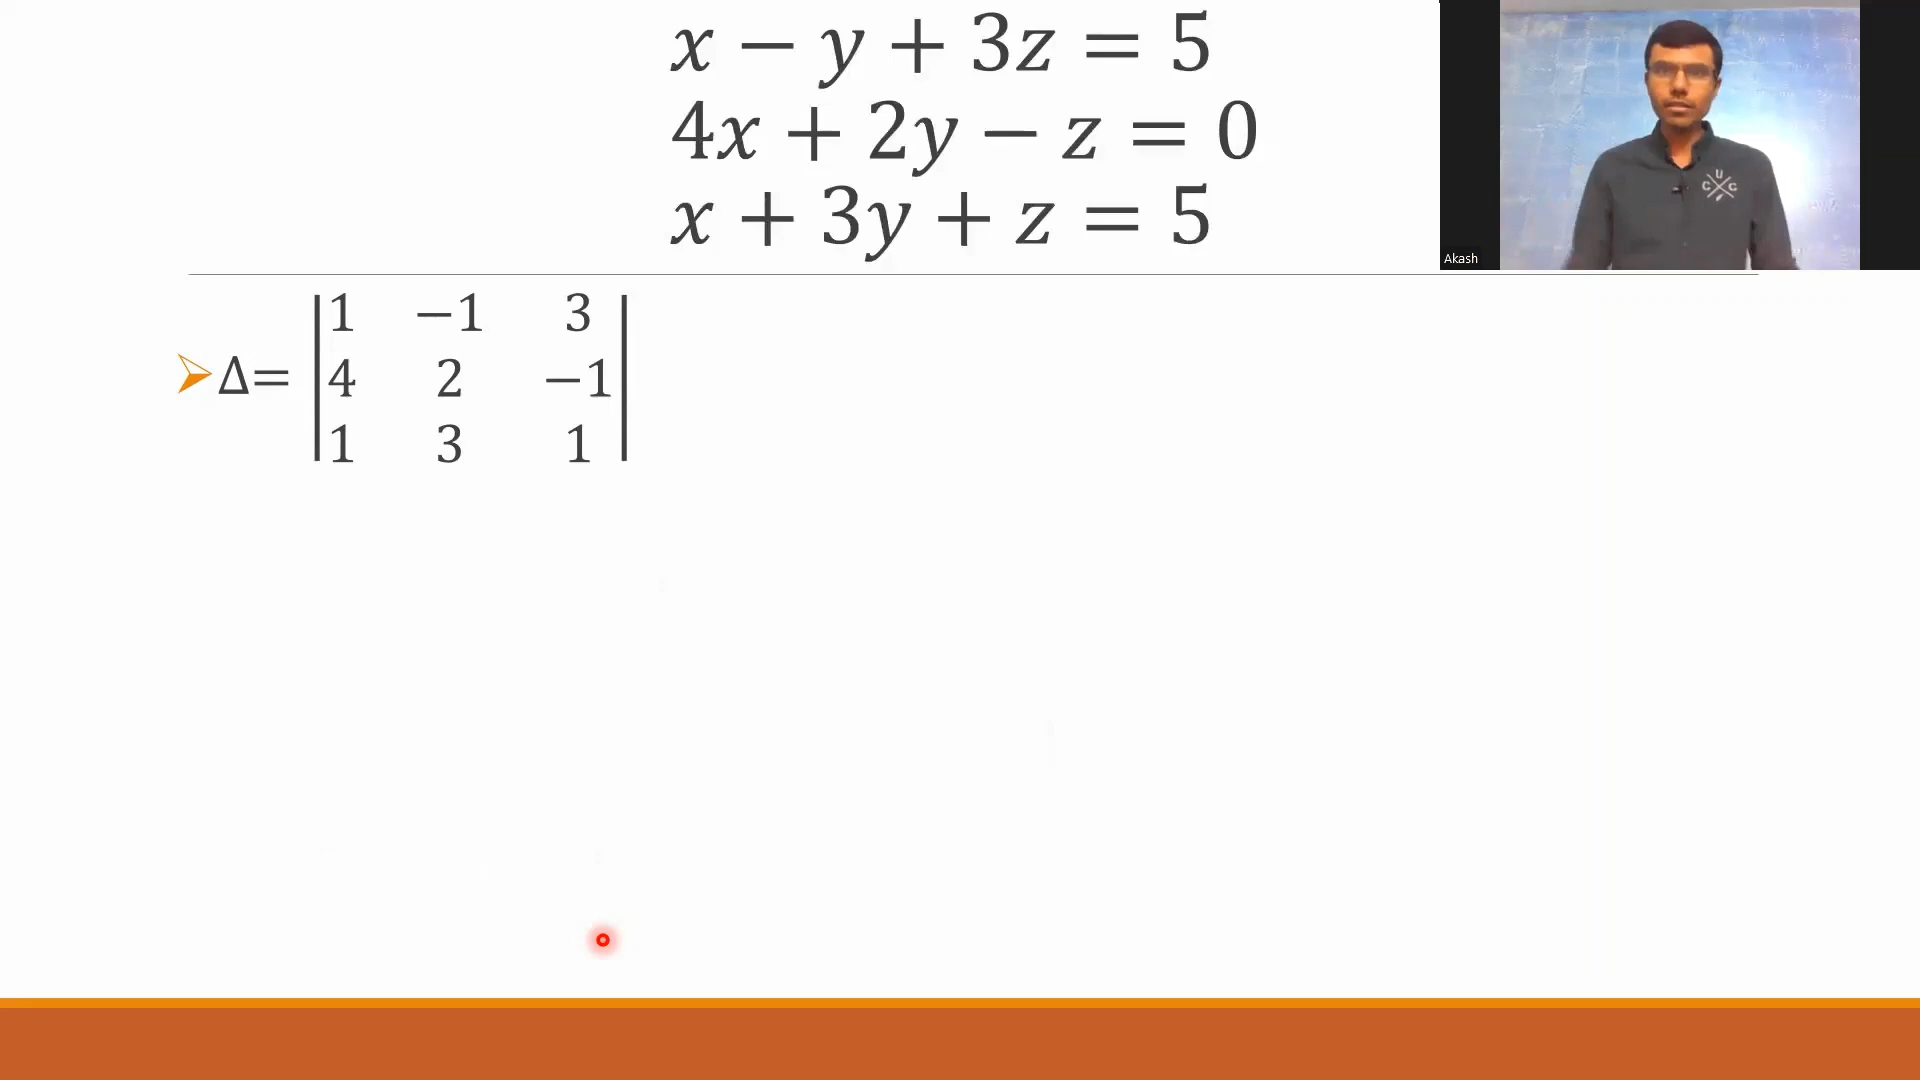 x − y + 3z = 5
4x + 2y − z = 0
x + 3y + z = 5
Akash
U
C C
Δ= |1 −1 3|
|4 2 −1|
|1 3 1|